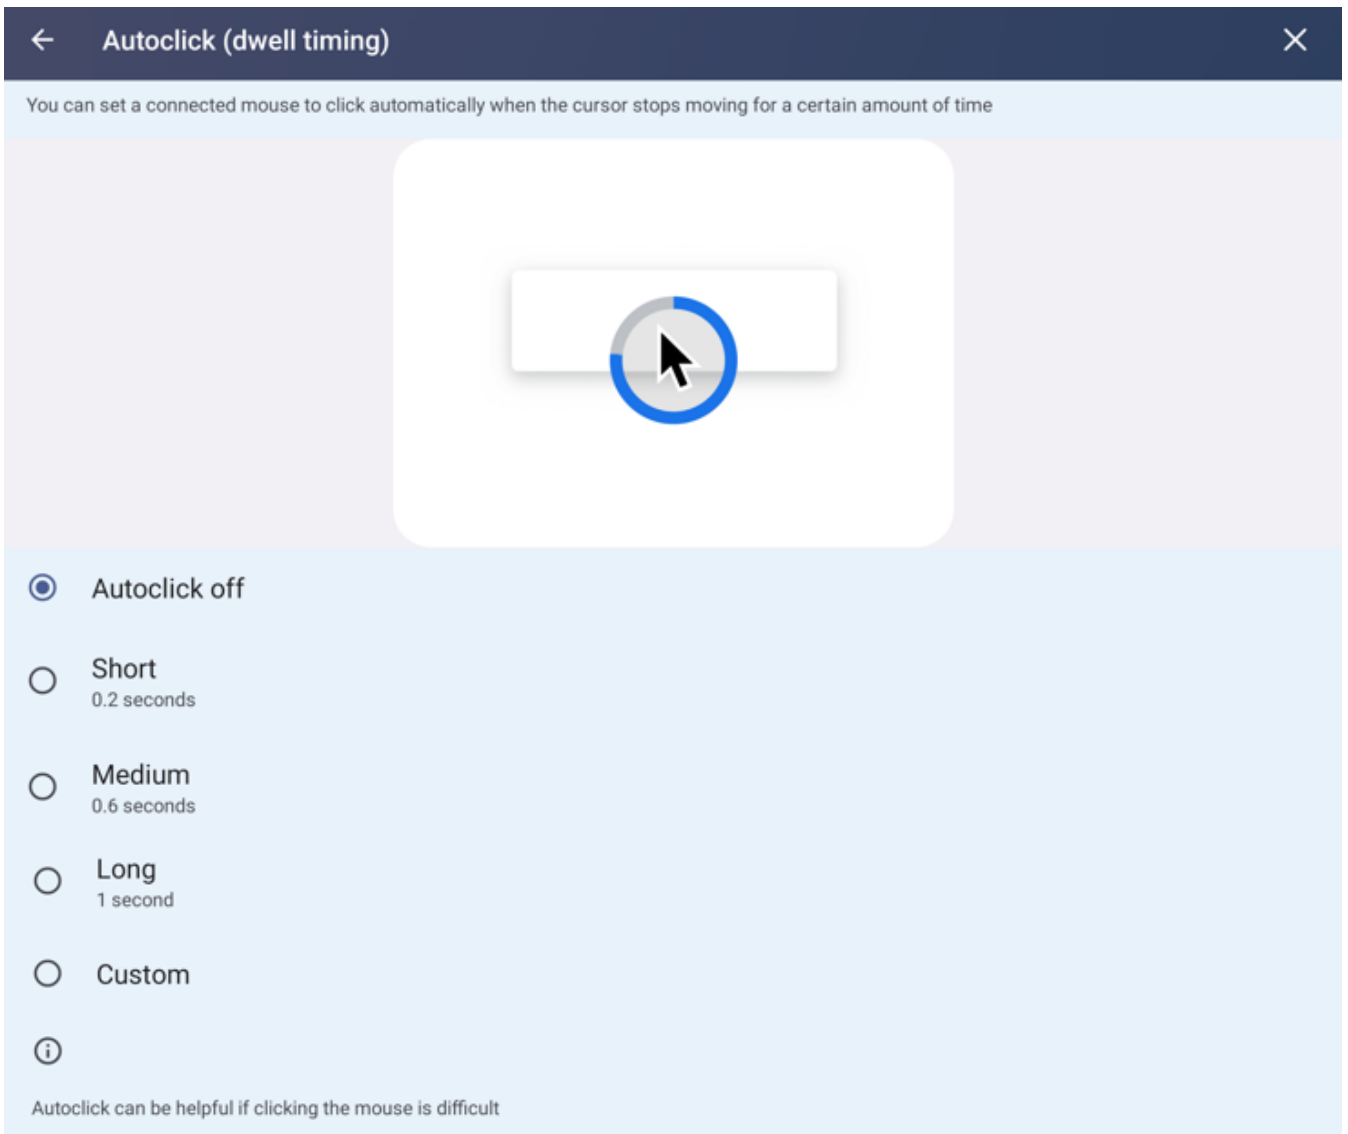 Autoclick (dwell timing)
You can set a connected mouse to click automatically when the cursor stops moving for a certain amount of time
Autoclick off
Short
0.2 seconds
Medium
0.6 seconds
Long
1 second
Custom
Autoclick can be helpful if clicking the mouse is difficult